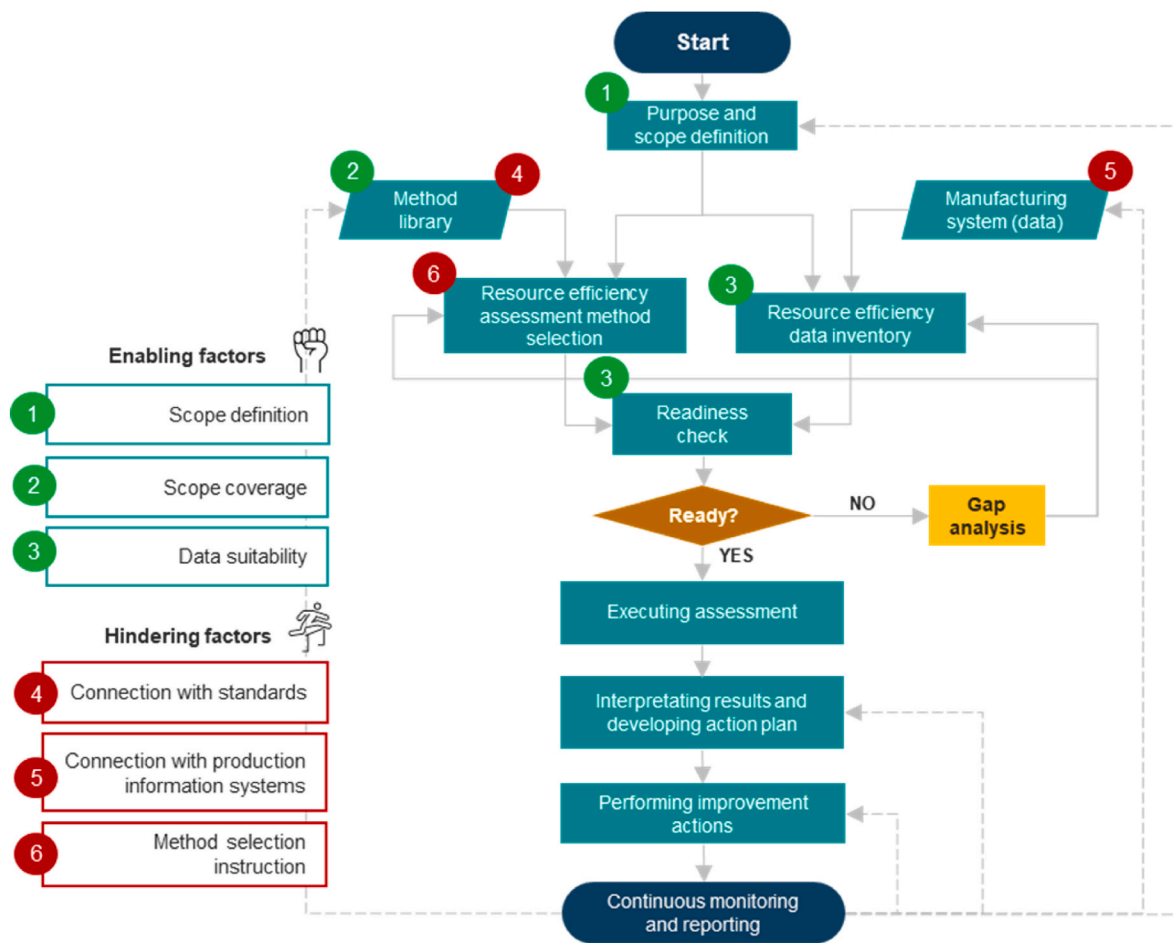 Start
1
Purpose and
scope definition
2
Method
library
4
5
Manufacturing
system (data)
6
Resource efficiency
assessment method
selection
3
Resource efficiency
data inventory
Enabling factors
1
Scope definition
2
Scope coverage
3
Data suitability
3
Readiness
check
Ready?
NO
Gap
analysis
YES
Executing assessment
Hindering factors
4
Connection with standards
5
Connection with production
information systems
6
Method selection
instruction
Interpretating results and
developing action plan
Performing improvement
actions
Continuous monitoring
and reporting